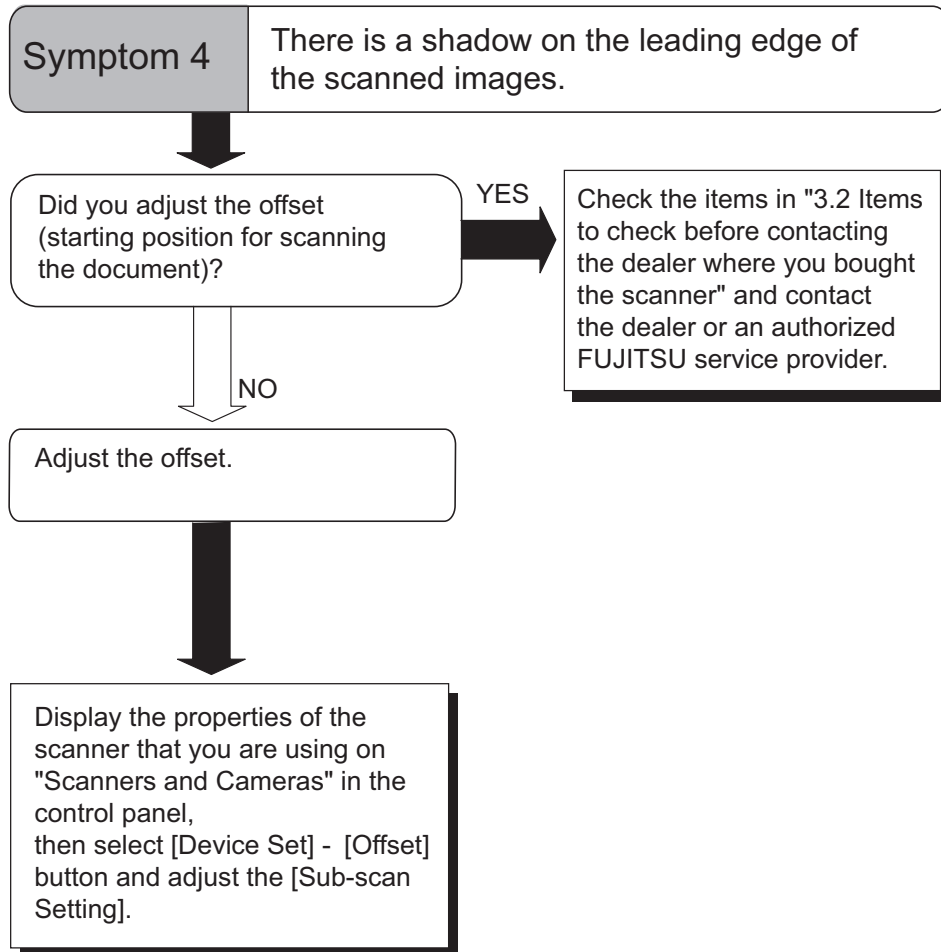 Symptom 4
There is a shadow on the leading edge of
the scanned images.
Did you adjust the offset
(starting position for scanning
the document)?
YES
Check the items in "3.2 Items
to check before contacting
the dealer where you bought
the scanner" and contact
the dealer or an authorized
FUJITSU service provider.
NO
Adjust the offset.
Display the properties of the
scanner that you are using on
"Scanners and Cameras" in the
control panel,
then select [Device Set] - [Offset]
button and adjust the [Sub-scan
Setting].